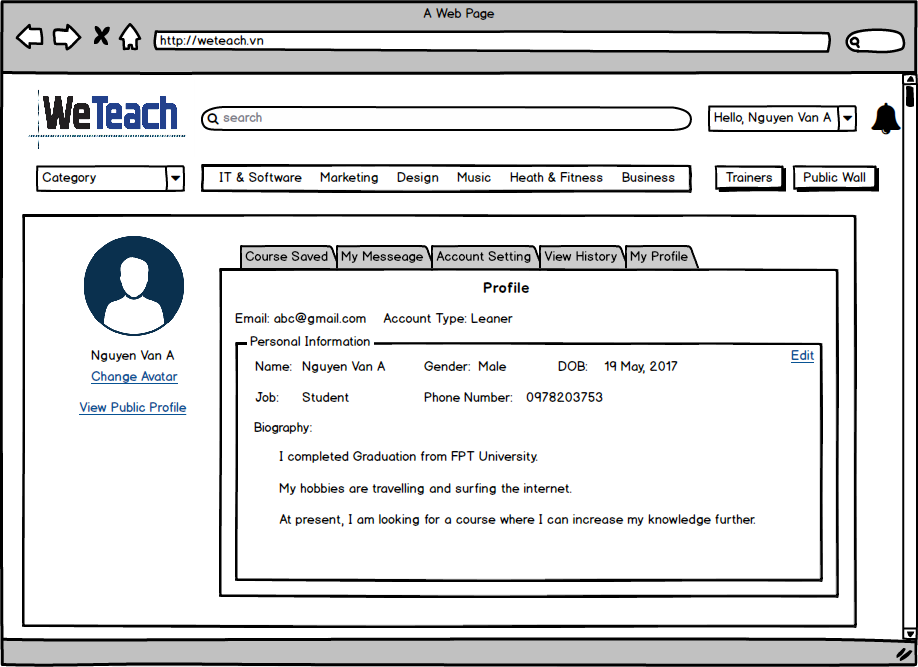 A Web Page
http://weteach.vn
WeTeach
search
Hello, Nguyen Van A
Category
IT & Software Marketing Design Music Heath & Fitness Business
Trainers
Public Wall
Nguyen Van A
Change Avatar
View Public Profile
Course Saved My Messeage Account Setting View History My Profile
Profile
Email: abc@gmail.com Account Type: Leaner
Personal Information
Edit
Name: Nguyen Van A Gender: Male DOB: 19 May, 2017
Job: Student Phone Number: 0978203753
Biography:
I completed Graduation from FPT University.
My hobbies are travelling and surfing the internet.
At present, I am looking for a course where I can increase my knowledge further.